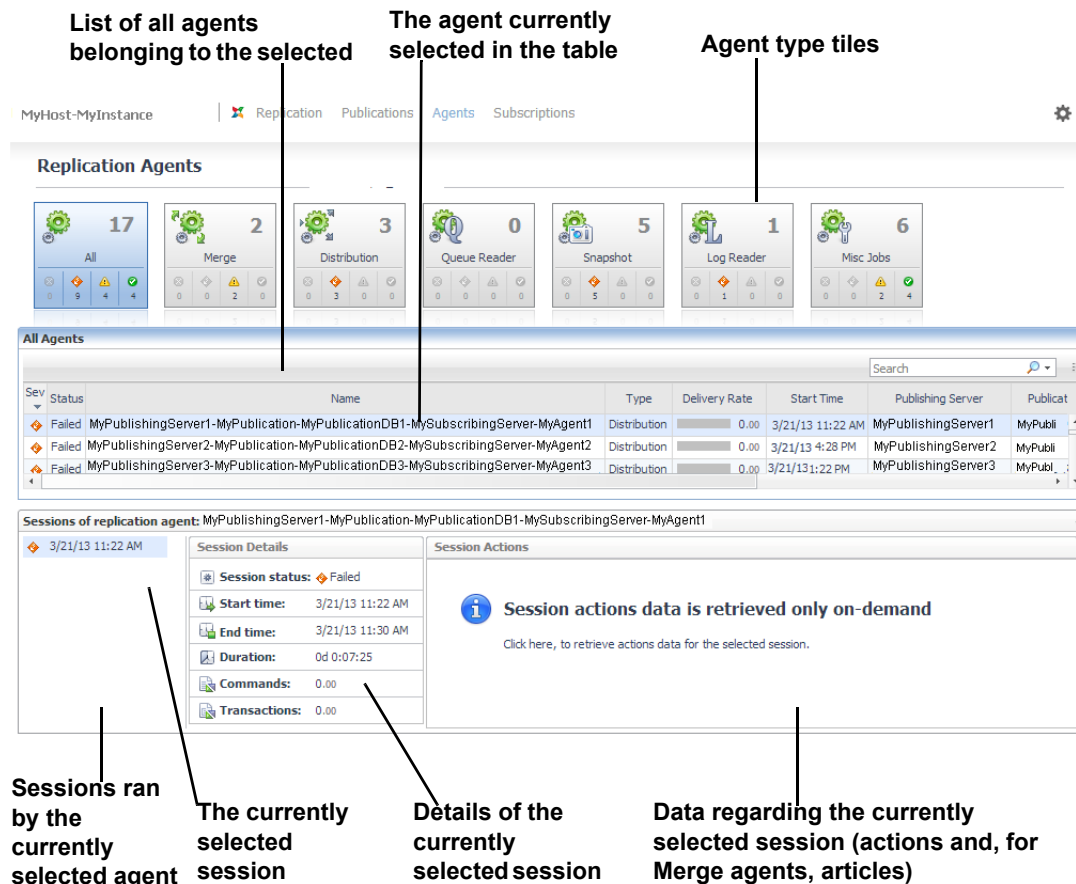 List of all agents
belonging to the selected
The agent currently
selected in the table
Agent type tiles
MyHost-MyInstance
Replication Publications Agents Subscriptions
Replication Agents
17
All
9 4 4
0 9 4 4
2
Merge
0 0 2 0
3
Distribution
0 3 0 0
0
Queue Reader
0 0 0 0
5
Snapshot
0 5 0 0
1
Log Reader
0 1 0 0
6
Misc Jobs
0 0 2 4
All Agents
Search
Sev Status Name Type Delivery Rate Start Time Publishing Server Publicat
Failed MyPublishingServer1-MyPublication-MyPublicationDB1-MySubscribingServer-MyAgent1 Distribution 0.00 3/21/13 11:22 AM MyPublishingServer1 MyPubli
Failed MyPublishingServer2-MyPublication-MyPublicationDB2-MySubscribingServer-MyAgent2 Distribution 0.00 3/21/13 4:28 PM MyPublishingServer2 MyPubli
Failed MyPublishingServer3-MyPublication-MyPublicationDB3-MySubscribingServer-MyAgent3 Distribution 0.00 3/21/131:22 PM MyPublishingServer3 MyPubl
Sessions of replication agent: MyPublishingServer1-MyPublication-MyPublicationDB1-MySubscribingServer-MyAgent1
3/21/13 11:22 AM
Session Details
Session status: Failed
Start time: 3/21/13 11:22 AM
End time: 3/21/13 11:30 AM
Duration: 0d 0:07:25
Commands: 0.00
Transactions: 0.00
Session Actions
Session actions data is retrieved only on-demand
Click here, to retrieve actions data for the selected session.
Sessions ran
by the
currently
selected agent
The currently
selected
session
Details of the
currently
selected session
Data regarding the currently
selected session (actions and, for
Merge agents, articles)